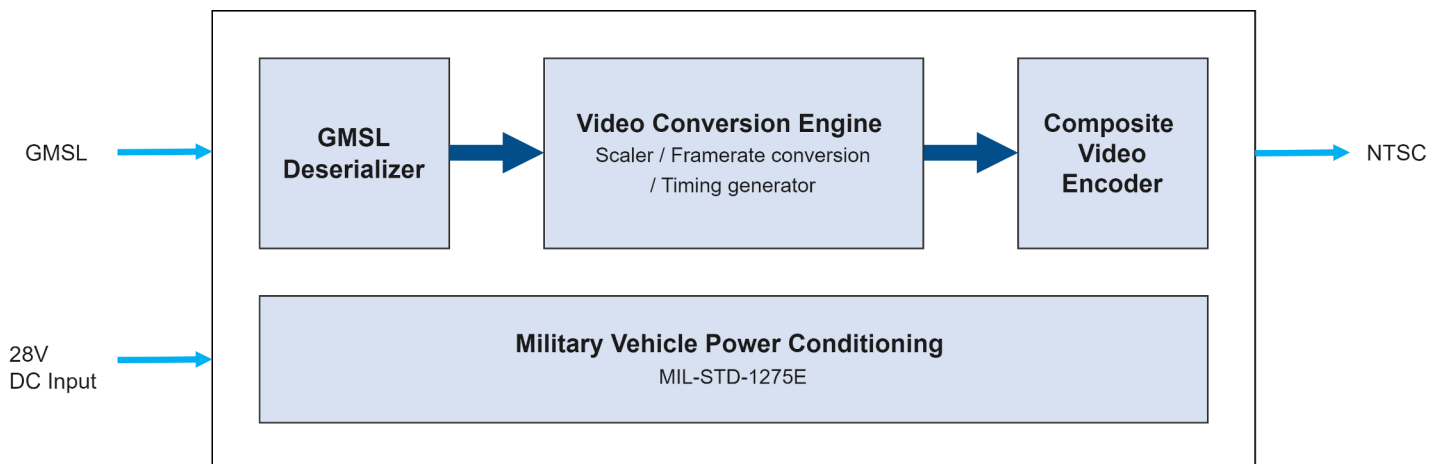 GMSL
GMSL
Deserializer
Video Conversion Engine
Scaler / Framerate conversion
/ Timing generator
Composite
Video
Encoder
NTSC
28V
DC Input
Military Vehicle Power Conditioning
MIL-STD-1275E